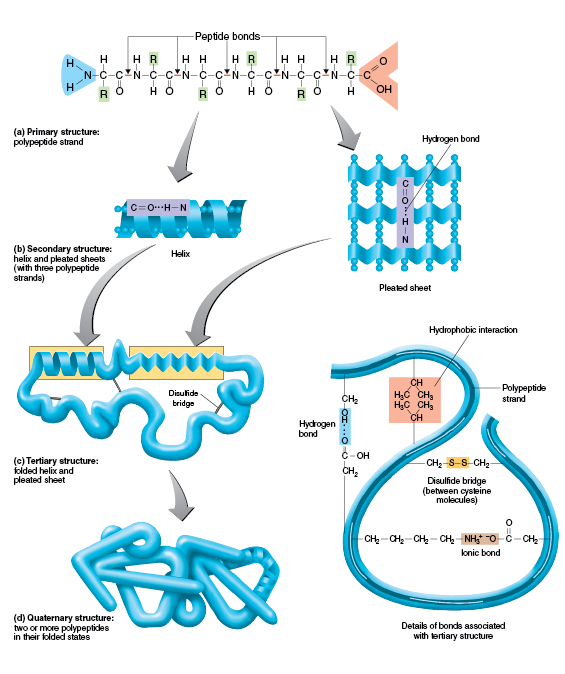 Peptide bonds
H H R H H H R H H H R O
N C C N C C N C C N C C N C C N C C
H R O H O R O H O R O H OH
(a) Primary structure:
polypeptide strand
Hydrogen bond
C=O···H—N
C
O
H
N
(b) Secondary structure:
helix and pleated sheets
(with three polypeptide
strands)
Helix
Pleated sheet
Disulfide
bridge
(c) Tertiary structure:
folded helix and
pleated sheet
(d) Quaternary structure:
two or more polypeptides
in their folded states
Hydrophobic interaction
Polypeptide
strand
CH
H₃C CH₃
H₃C CH₃
CH
CH₂
O
H
O
C—OH
CH₂
Hydrogen
bond
—CH₂—S—S—CH₂—
Disulfide bridge
(between cysteine
molecules)
O
—CH₂—CH₂—CH₂—CH₂—NH₃⁺ ⁻O—C—CH₂—
Ionic bond
Details of bonds associated
with tertiary structure